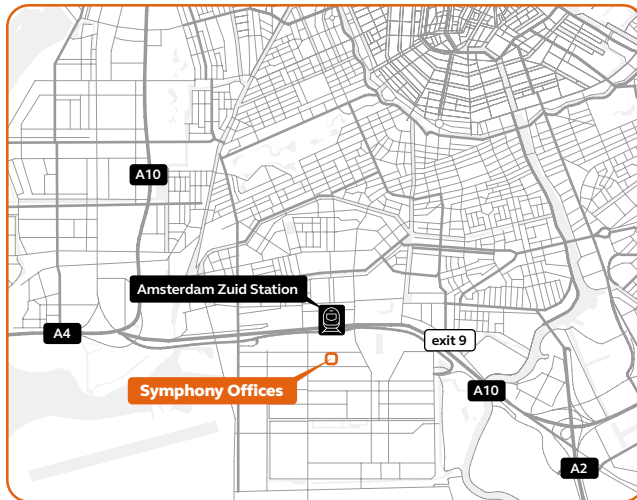 A10
Amsterdam Zuid Station
A4
exit 9
Symphony Offices
A10
A2